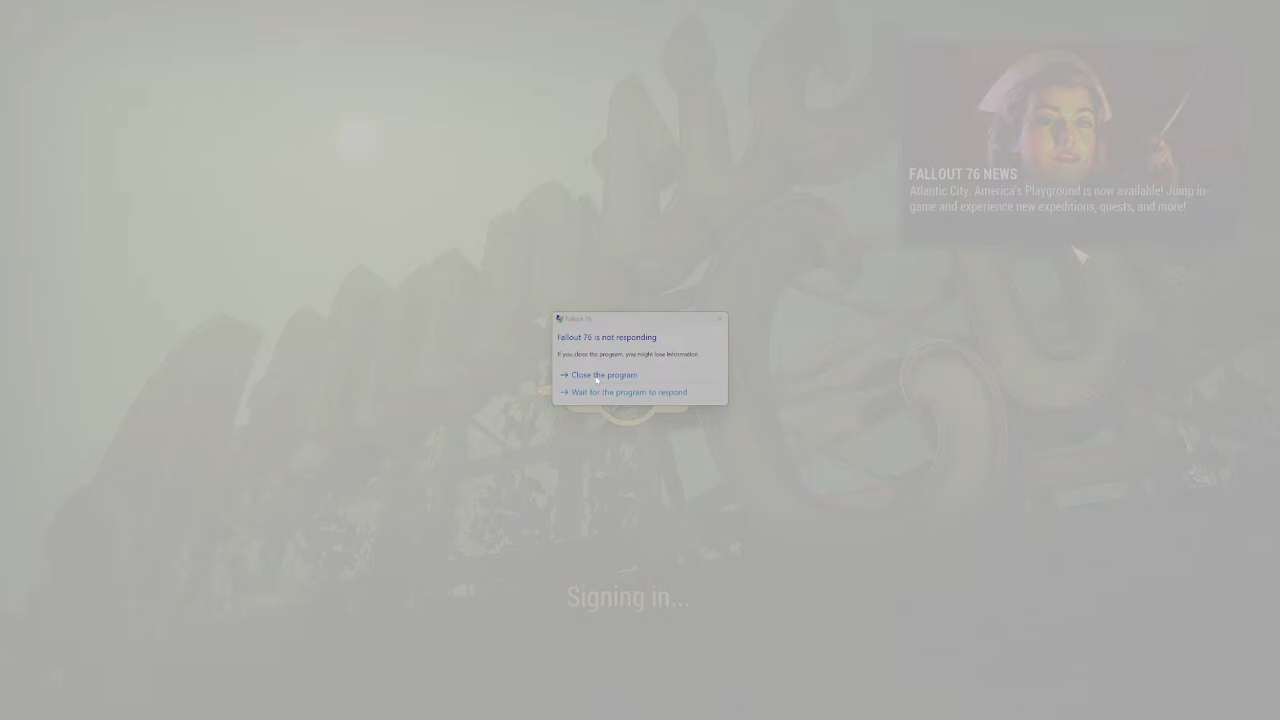 FALLOUT 76 NEWS
Atlantic City: America's Playground is now available! Jump in-
game and experience new expeditions, quests, and more!
Fallout 76
Fallout 76 is not responding
If you close the program, you might lose information.
Close the program
Wait for the program to respond
Signing in...